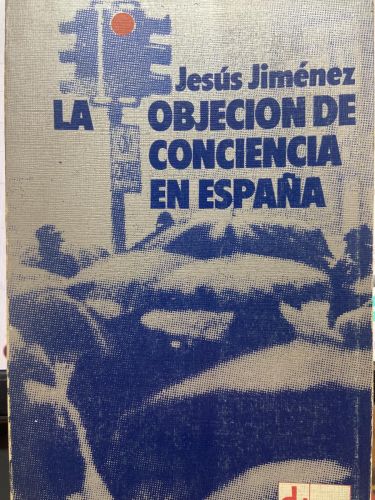 Jesús Jiménez
LA OBJECION DE
CONCIENCIA
EN ESPAÑA